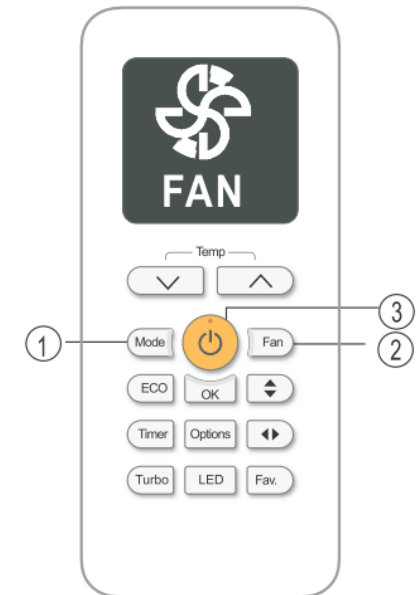 FAN
Temp
3
1
Mode
Fan
2
ECO
OK
Timer
Options
Turbo
LED
Fav.